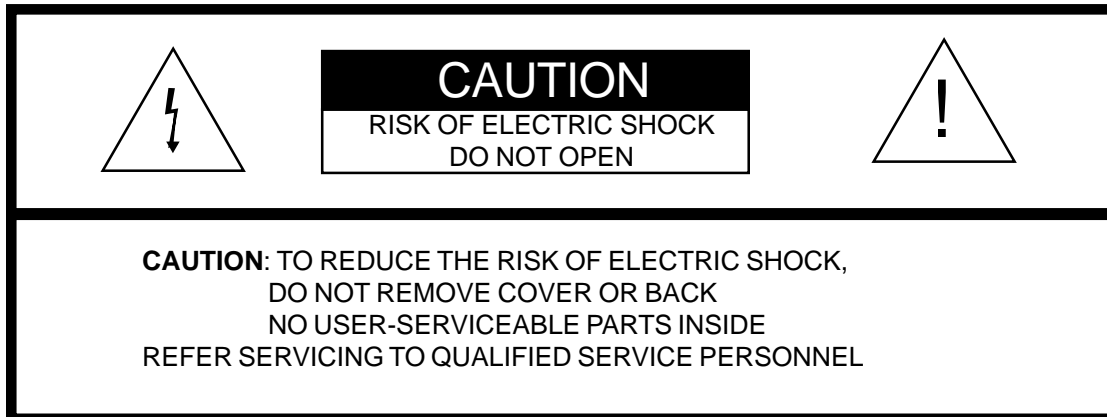 CAUTION
RISK OF ELECTRIC SHOCK
DO NOT OPEN
!
CAUTION: TO REDUCE THE RISK OF ELECTRIC SHOCK,
DO NOT REMOVE COVER OR BACK
NO USER-SERVICEABLE PARTS INSIDE
REFER SERVICING TO QUALIFIED SERVICE PERSONNEL